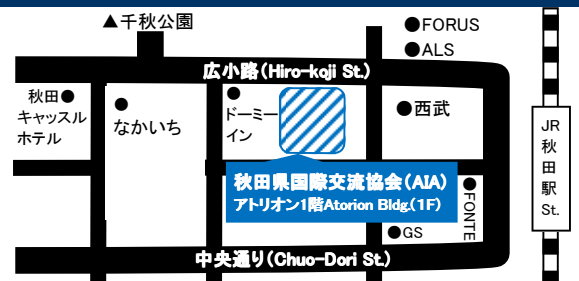 ▲千秋公園
●FORUS
●ALS
広小路(Hiro-koji St.)
秋田●
キャッスル
ホテル
●
なかいち
●
ドーミー
イン
●西武
JR
秋
田
駅
St.
秋田県国際交流協会(AIA)
アトリオン1階Atorion Bldg.(1F)
●FONTE
●GS
中央通り(Chuo-Dori St.)